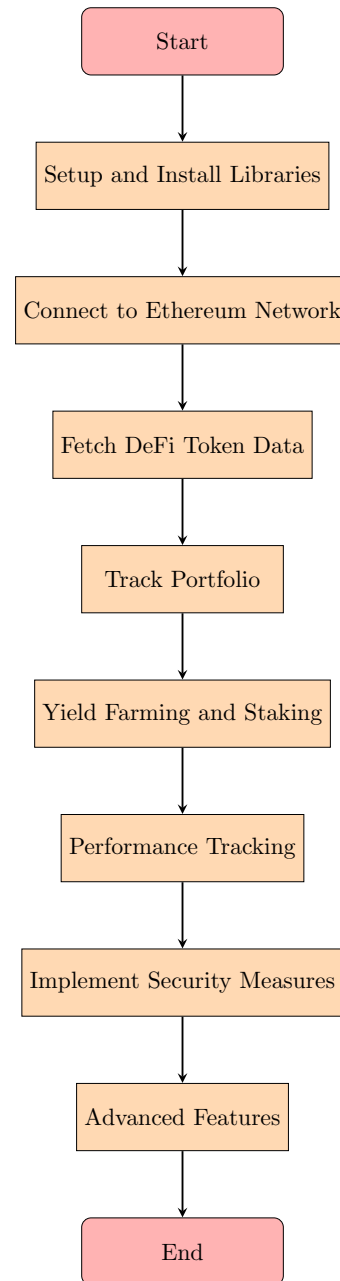 Start
Setup and Install Libraries
Connect to Ethereum Network
Fetch DeFi Token Data
Track Portfolio
Yield Farming and Staking
Performance Tracking
Implement Security Measures
Advanced Features
End